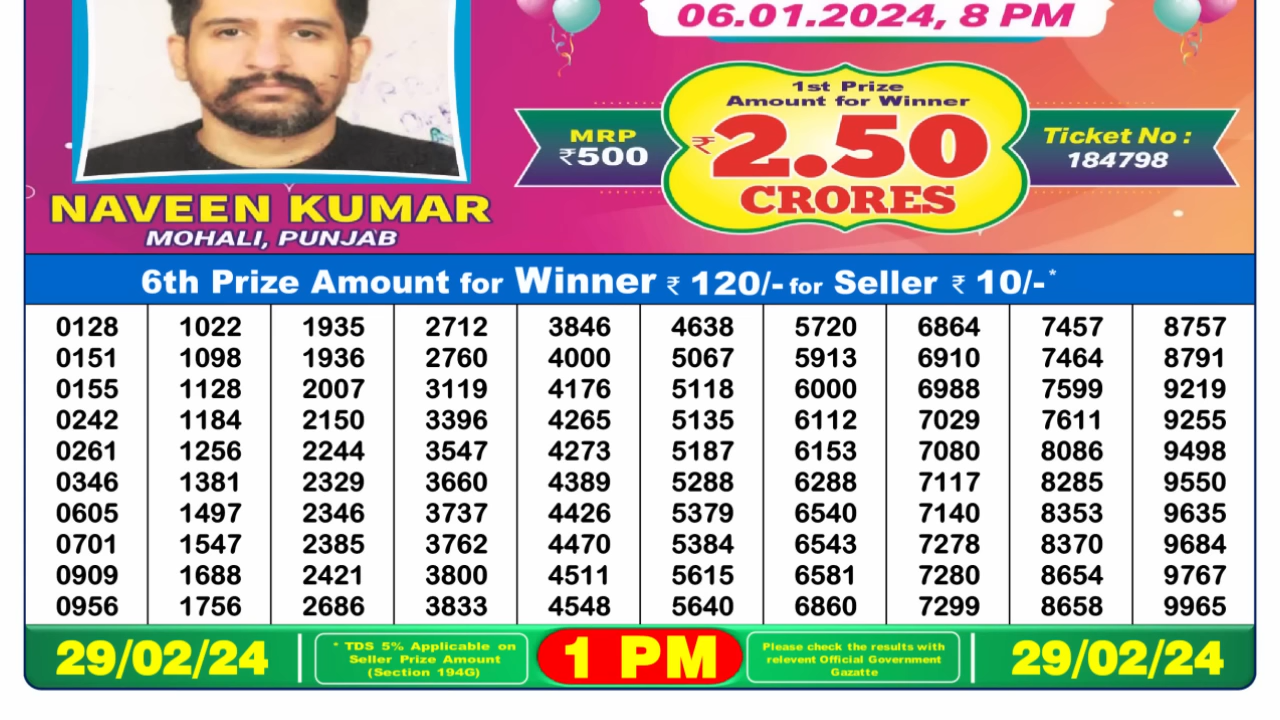 06.01.2024, 8 PM
1st Prize
Amount for Winner
MRP
₹500
₹2.50
CRORES
Ticket No :
184798
NAVEEN KUMAR
MOHALI, PUNJAB
6th Prize Amount for Winner ₹ 120/- for Seller ₹ 10/-*
0128 1022 1935 2712 3846 4638 5720 6864 7457 8757
0151 1098 1936 2760 4000 5067 5913 6910 7464 8791
0155 1128 2007 3119 4176 5118 6000 6988 7599 9219
0242 1184 2150 3396 4265 5135 6112 7029 7611 9255
0261 1256 2244 3547 4273 5187 6153 7080 8086 9498
0346 1381 2329 3660 4389 5288 6288 7117 8285 9550
0605 1497 2346 3737 4426 5379 6540 7140 8353 9635
0701 1547 2385 3762 4470 5384 6543 7278 8370 9684
0909 1688 2421 3800 4511 5615 6581 7280 8654 9767
0956 1756 2686 3833 4548 5640 6860 7299 8658 9965
29/02/24
* TDS 5% Applicable on
Seller Prize Amount
(Section 194G)
1 PM
Please check the results with
relevent Official Government
Gazatte
29/02/24